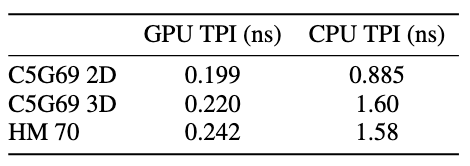 GPU TPI (ns) CPU TPI (ns)
C5G69 2D 0.199 0.885
C5G69 3D 0.220 1.60
HM 70 0.242 1.58